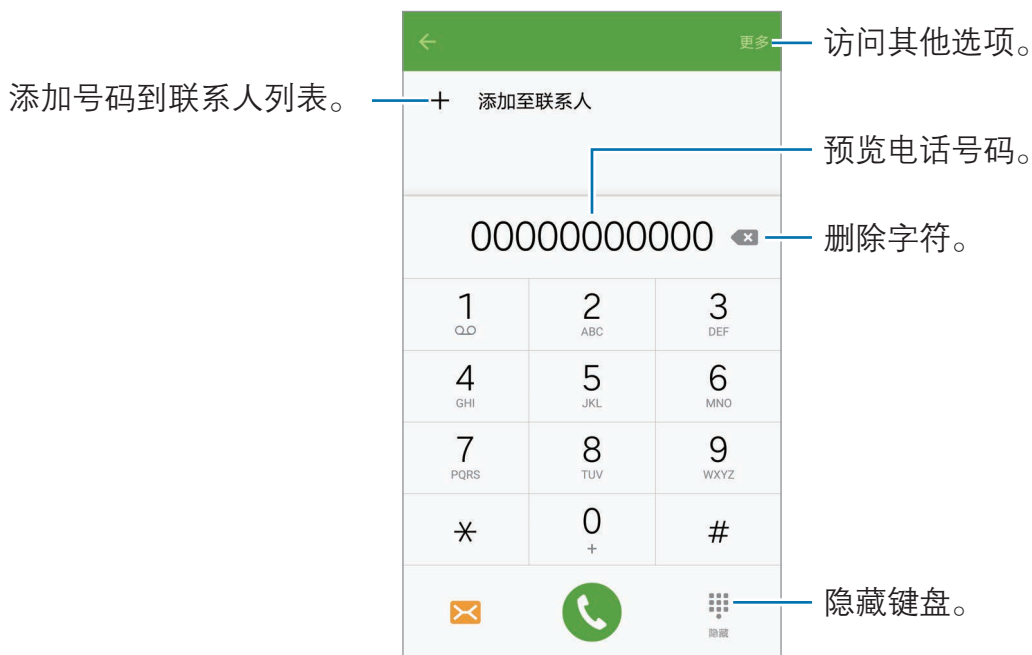 更多
访问其他选项。
添加号码到联系人列表。
添加至联系人
预览电话号码。
00000000000
删除字符。
1 2 3
ABC DEF
4 5 6
GHI JKL MNO
7 8 9
PQRS TUV WXYZ
* 0 #
+
隐藏键盘。
隐藏